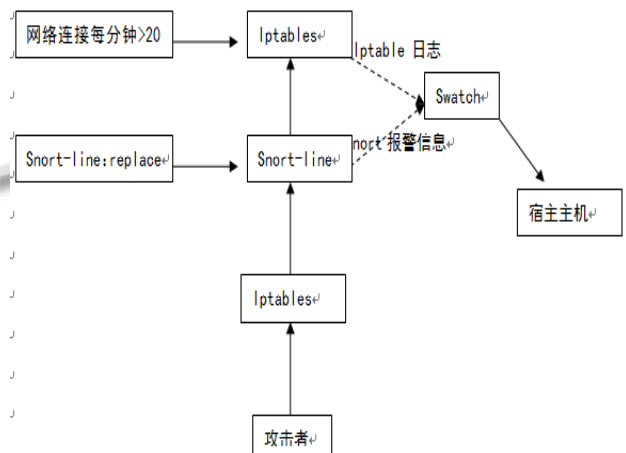 网络连接每分钟>20
Iptables
Iptable 日志
Swatch
Snort-line:replace
Snort-line
nort 报警信息
宿主主机
Iptables
攻击者